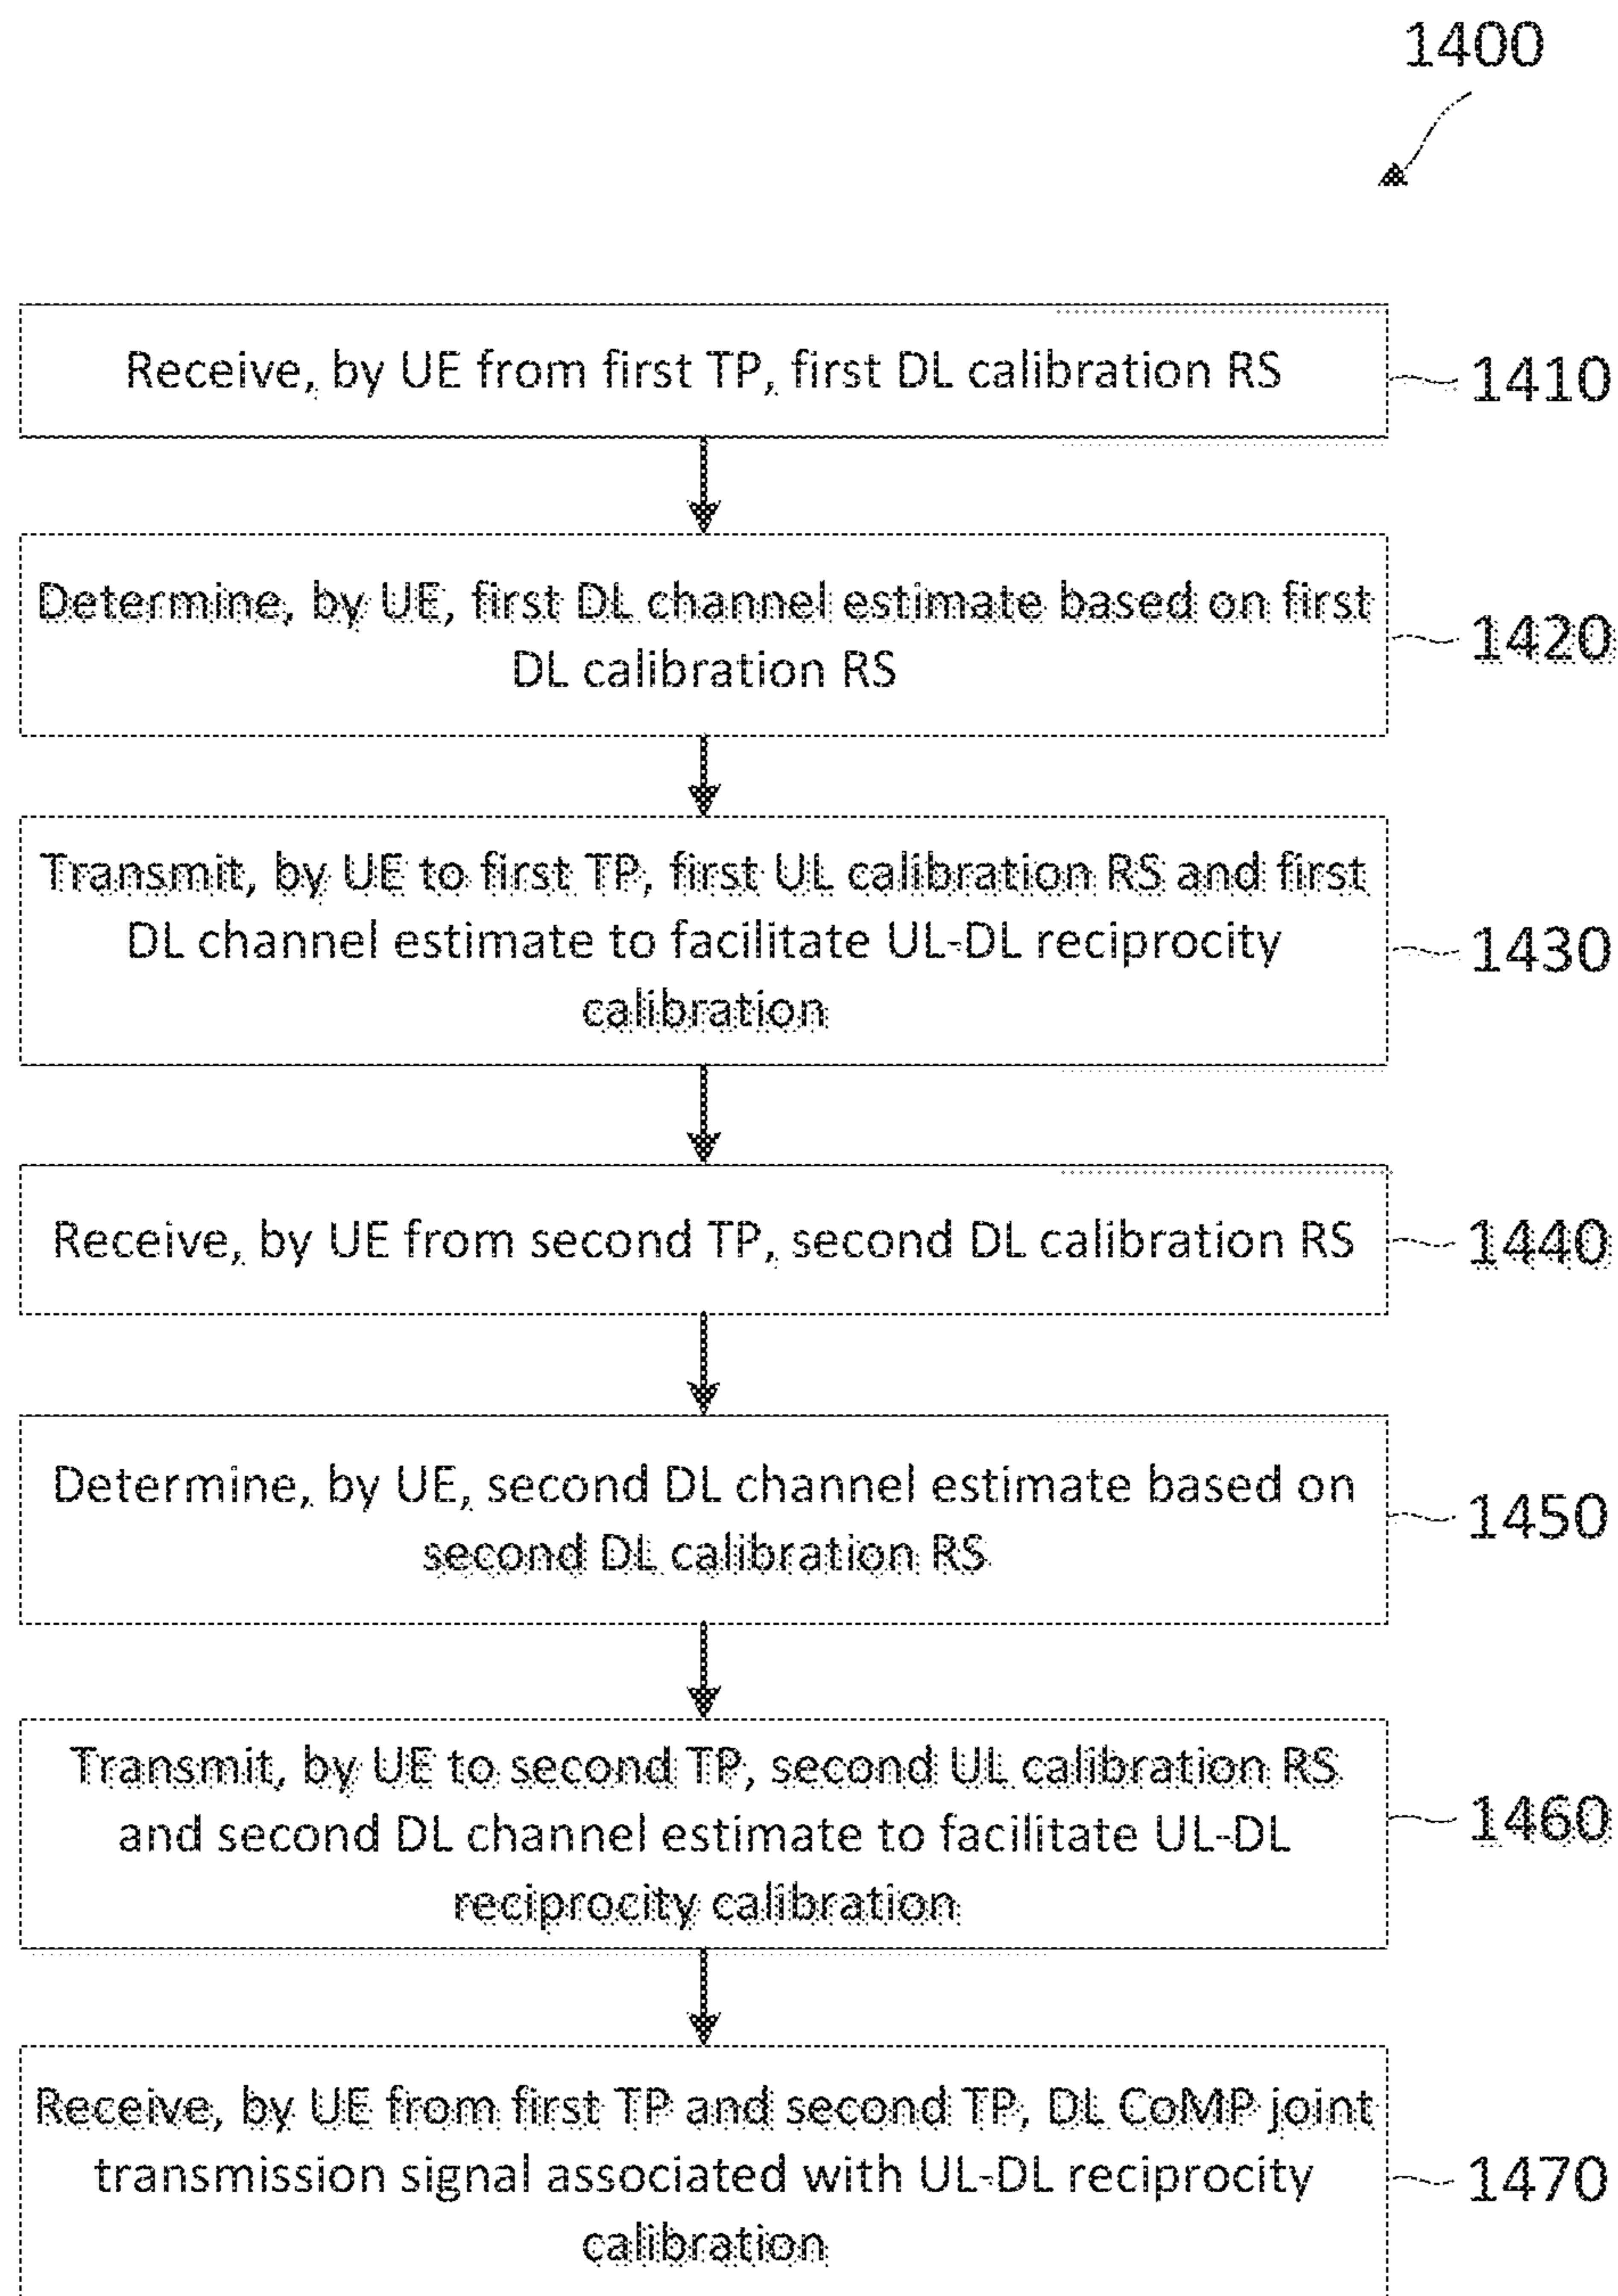 1400
Receive, by UE from first TP, first DL calibration RS
1410
Determine, by UE, first DL channel estimate based on first
DL calibration RS
1420
Transmit, by UE to first TP, first UL calibration RS and first
DL channel estimate to facilitate UL-DL reciprocity
calibration
1430
Receive, by UE from second TP, second DL calibration RS
1440
Determine, by UE, second DL channel estimate based on
second DL calibration RS
1450
Transmit, by UE to second TP, second UL calibration RS
and second DL channel estimate to facilitate UL-DL
reciprocity calibration
1460
Receive, by UE from first TP and second TP, DL CoMP joint
transmission signal associated with UL-DL reciprocity
calibration
1470